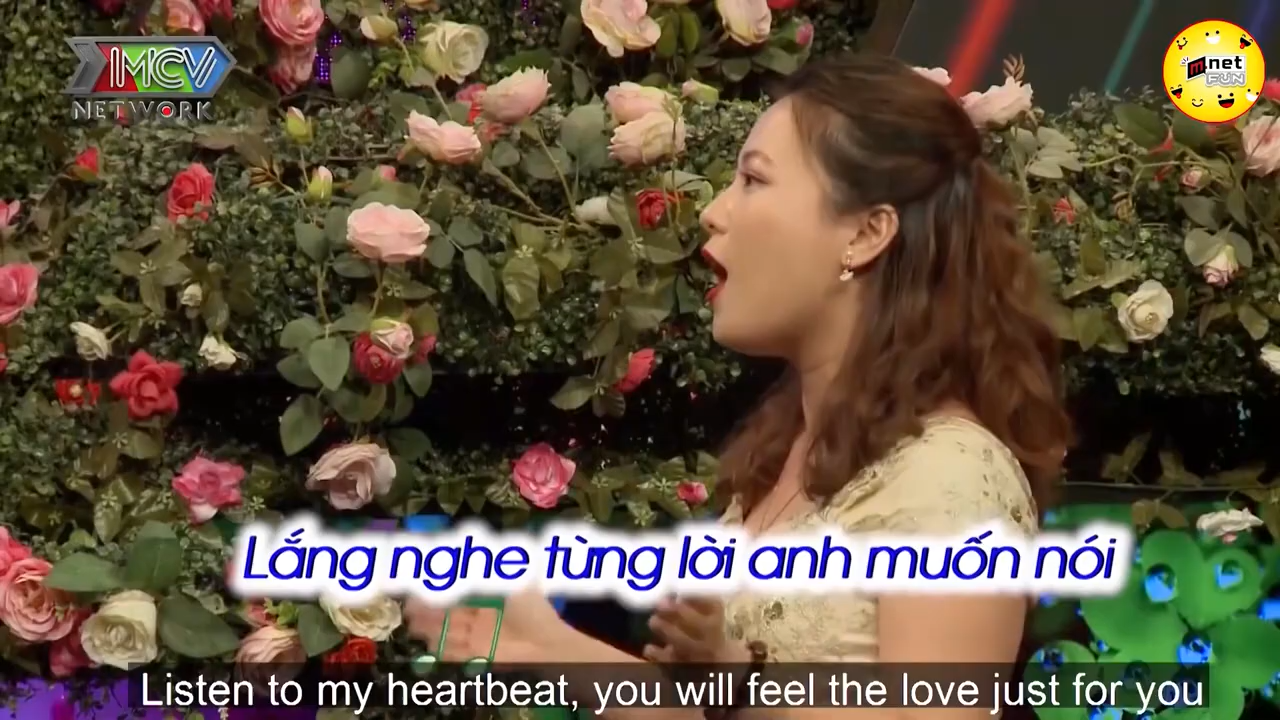 MCV
NETWORK
mnet
FUN
Lắng nghe từng lời anh muốn nói
Listen to my heartbeat, you will feel the love just for you